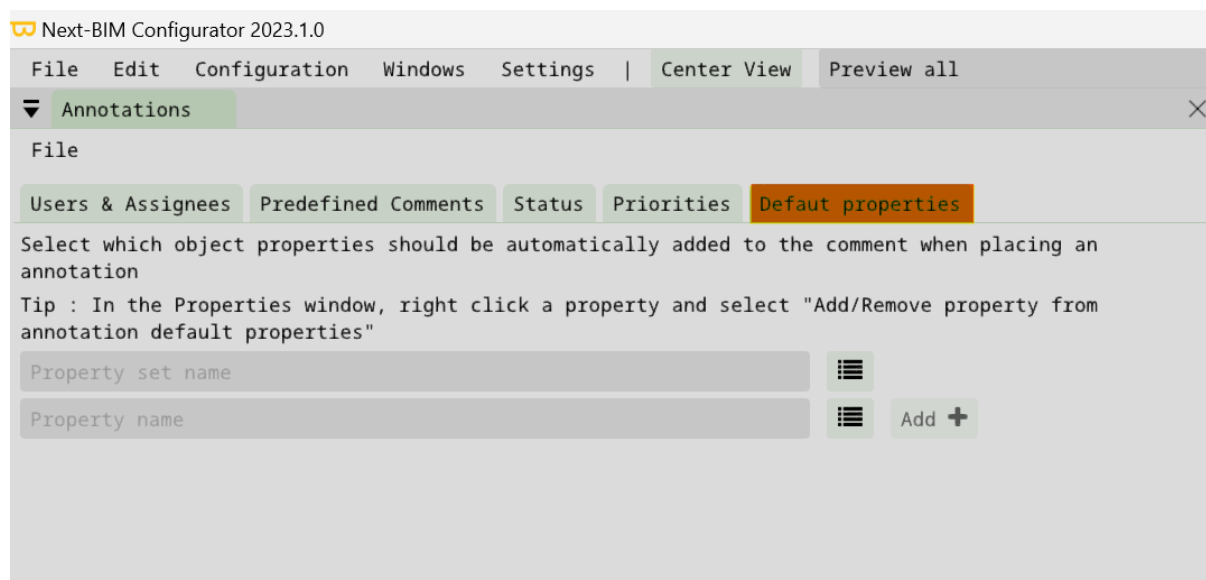 Next-BIM Configurator 2023.1.0
File Edit Configuration Windows Settings | Center View Preview all
Annotations
File
Users & Assignees Predefined Comments Status Priorities Defaut properties
Select which object properties should be automatically added to the comment when placing an
annotation
Tip : In the Properties window, right click a property and select "Add/Remove property from
annotation default properties"
Property set name
Property name Add